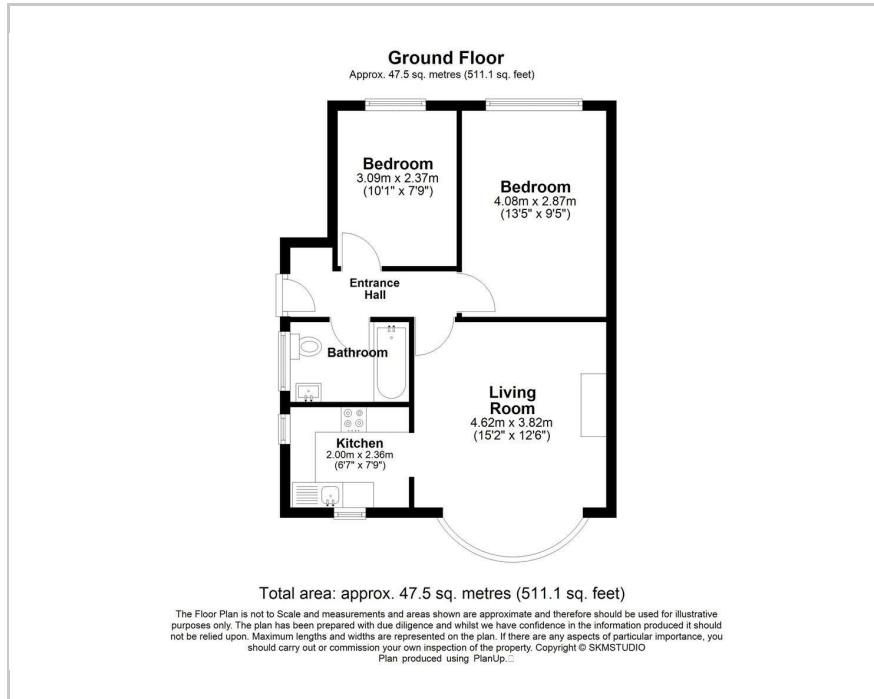 Ground Floor
Approx. 47.5 sq. metres (511.1 sq. feet)
Bedroom
3.09m x 2.37m
(10'1" x 7'9")
Bedroom
4.08m x 2.87m
(13'5" x 9'5")
Entrance
Hall
Bathroom
Living
Room
4.62m x 3.82m
(15'2" x 12'6")
Kitchen
2.00m x 2.36m
(6'7" x 7'9")
Total area: approx. 47.5 sq. metres (511.1 sq. feet)
The Floor Plan is not to Scale and measurements and areas shown are approximate and therefore should be used for illustrative
purposes only. The plan has been prepared with due diligence and whilst we have confidence in the information produced it should
not be relied upon. Maximum lengths and widths are represented on the plan. If there are any aspects of particular importance, you
should carry out or commission your own inspection of the property. Copyright © SKMSTUDIO
Plan produced using PlanUp.